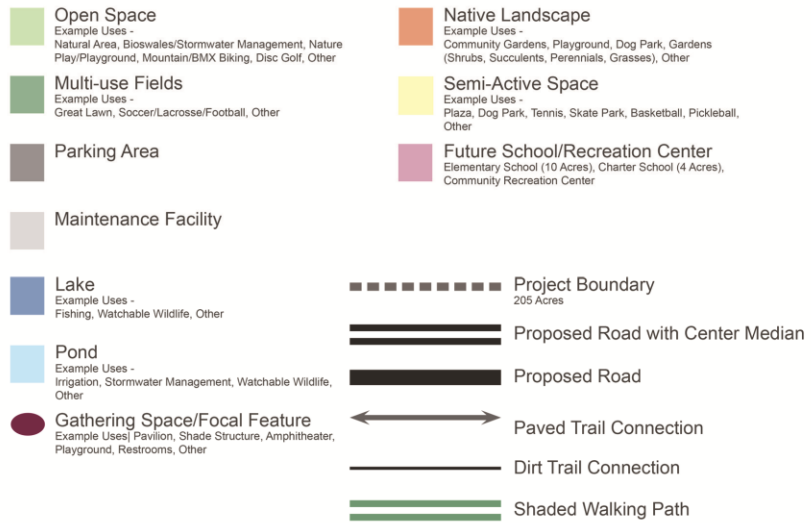 Open Space
Example Uses -
Natural Area, Bioswales/Stormwater Management, Nature
Play/Playground, Mountain/BMX Biking, Disc Golf, Other
Multi-use Fields
Example Uses -
Great Lawn, Soccer/Lacrosse/Football, Other
Parking Area
Maintenance Facility
Lake
Example Uses -
Fishing, Watchable Wildlife, Other
Pond
Example Uses -
Irrigation, Stormwater Management, Watchable Wildlife,
Other
Gathering Space/Focal Feature
Example Uses| Pavilion, Shade Structure, Amphitheater,
Playground, Restrooms, Other
Native Landscape
Example Uses -
Community Gardens, Playground, Dog Park, Gardens
(Shrubs, Succulents, Perennials, Grasses), Other
Semi-Active Space
Example Uses -
Plaza, Dog Park, Tennis, Skate Park, Basketball, Pickleball,
Other
Future School/Recreation Center
Elementary School (10 Acres), Charter School (4 Acres),
Community Recreation Center
Project Boundary
205 Acres
Proposed Road with Center Median
Proposed Road
Paved Trail Connection
Dirt Trail Connection
Shaded Walking Path